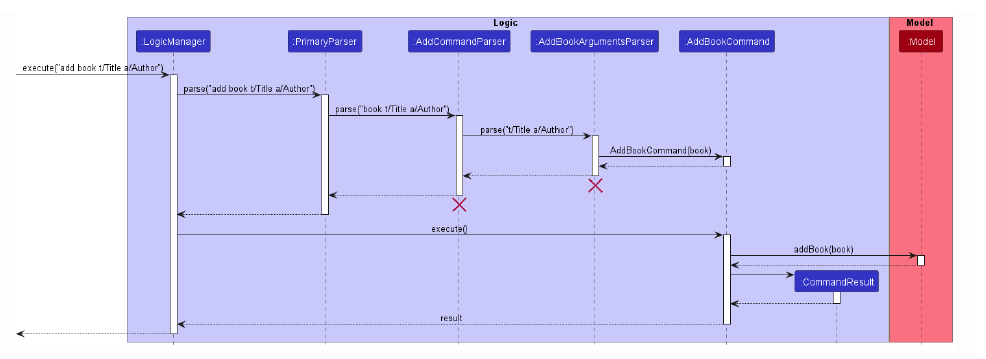 Logic
Model
:LogicManager
:PrimaryParser
:AddCommandParser
:AddBookArgumentsParser
:AddBookCommand
:Model
execute("add book t/Title a/Author")
parse("add book t/Title a/Author")
parse("book t/Title a/Author")
parse("t/Title a/Author")
AddBookCommand(book)
execute()
addBook(book)
:CommandResult
result